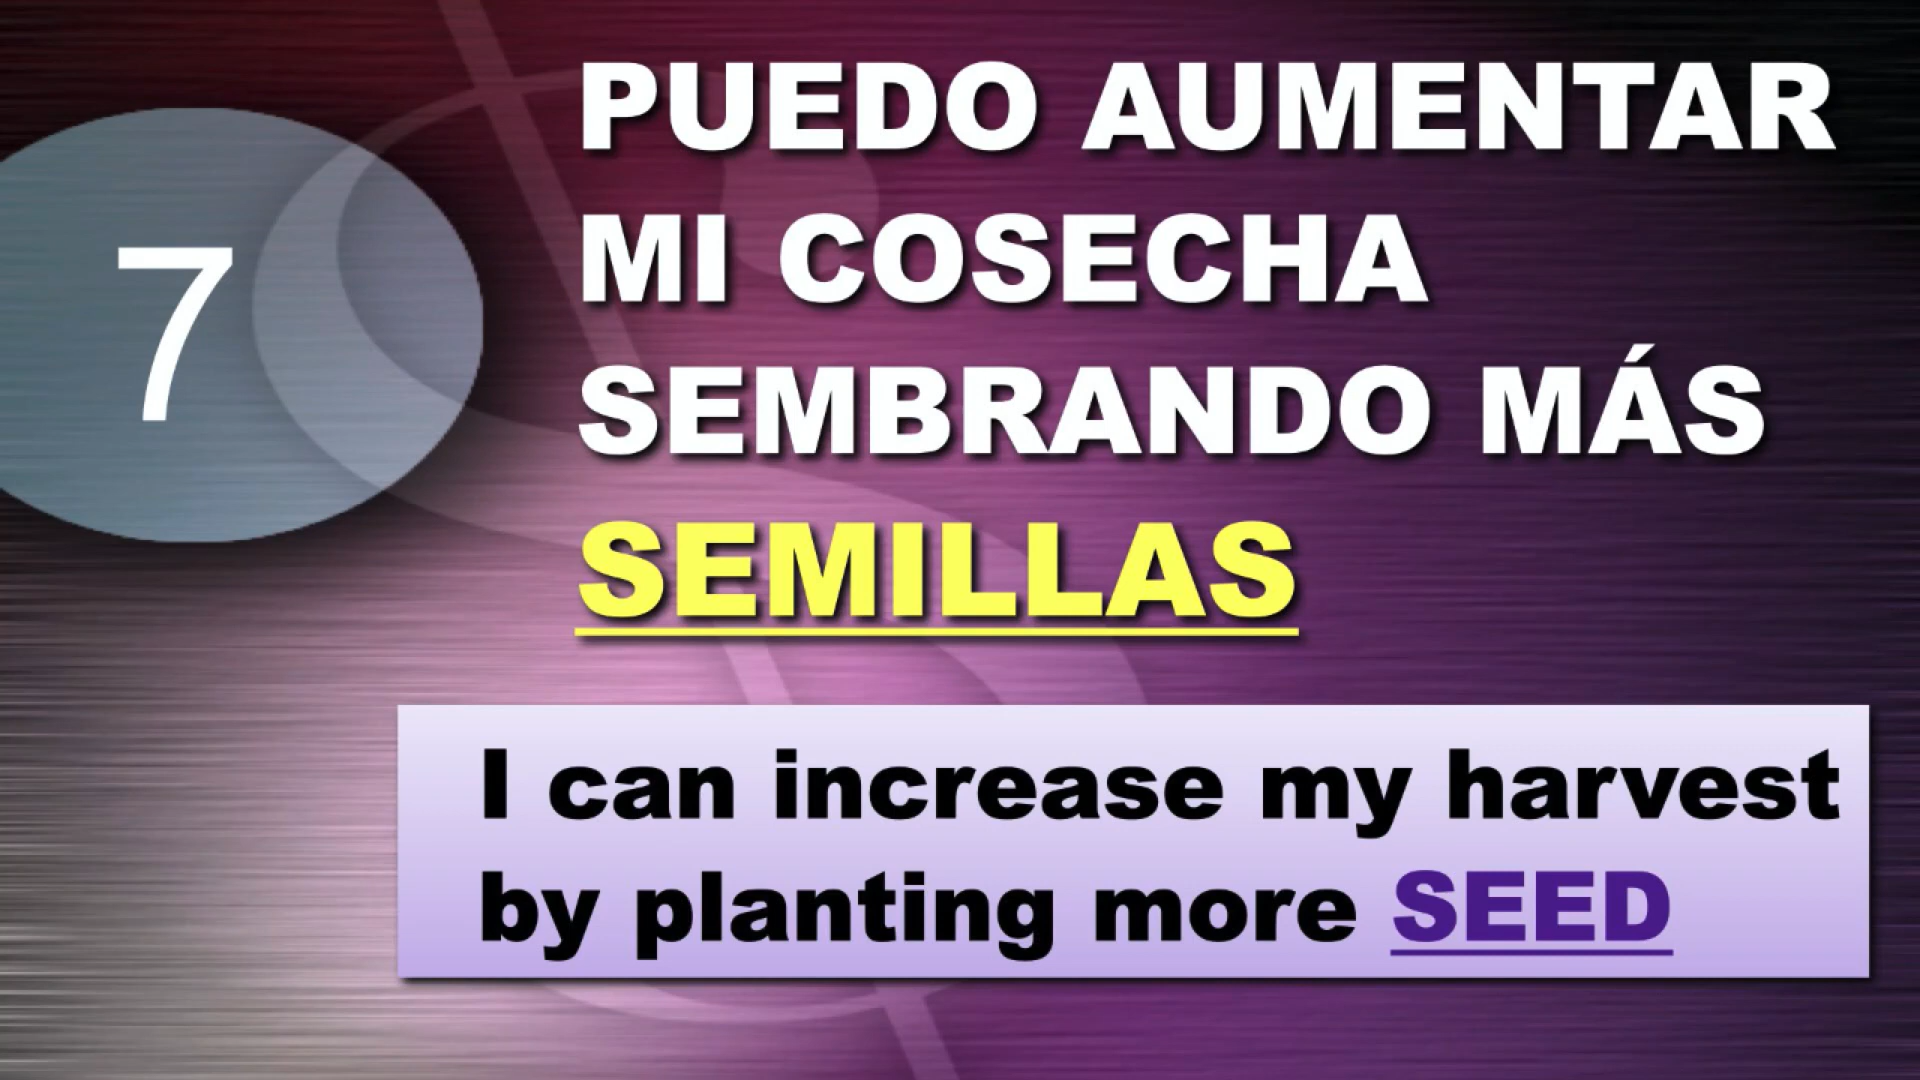 7
PUEDO AUMENTAR
MI COSECHA
SEMBRANDO MÁS
SEMILLAS
I can increase my harvest
by planting more SEED